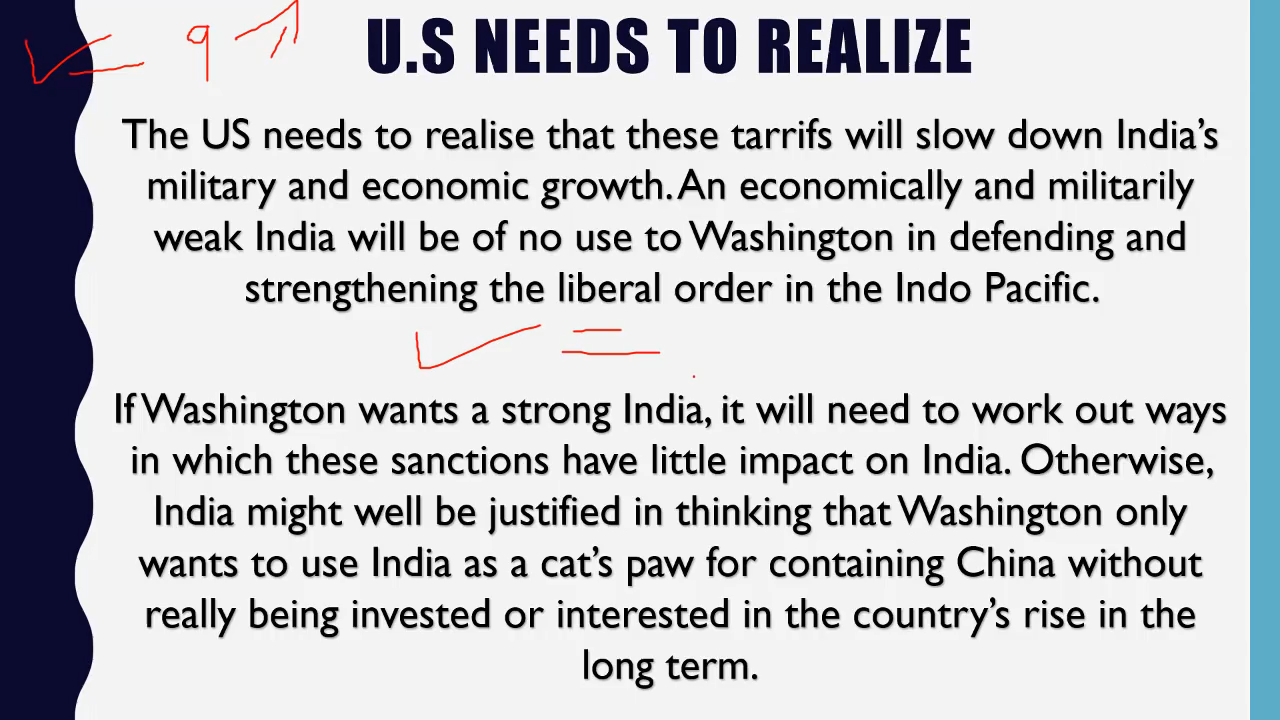 U.S NEEDS TO REALIZE
The US needs to realise that these tarrifs will slow down India's
military and economic growth. An economically and militarily
weak India will be of no use to Washington in defending and
strengthening the liberal order in the Indo Pacific.
If Washington wants a strong India, it will need to work out ways
in which these sanctions have little impact on India. Otherwise,
India might well be justified in thinking that Washington only
wants to use India as a cat's paw for containing China without
really being invested or interested in the country's rise in the
long term.